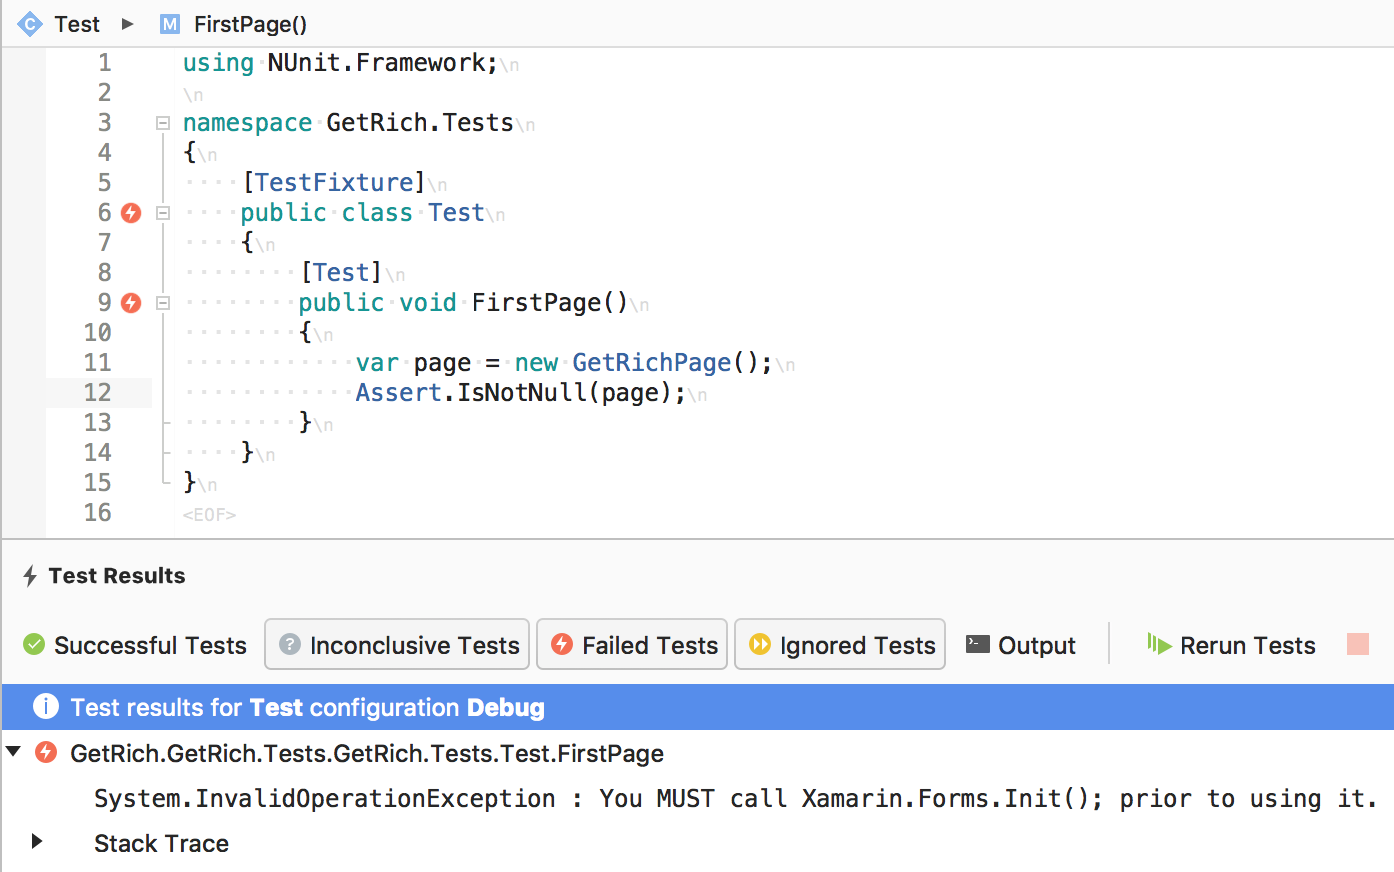 C Test ▶ M FirstPage()
1 using·NUnit.Framework;\n
2 \n
3 namespace·GetRich.Tests\n
4 {\n
5 ····[TestFixture]\n
6 ····public·class·Test\n
7 ····{\n
8 ········[Test]\n
9 ········public·void·FirstPage()\n
10 ········{\n
11 ············var·page·=·new·GetRichPage();\n
12 ············Assert.IsNotNull(page);\n
13 ········}\n
14 ····}\n
15 }\n
16 <EOF>
Test Results
Successful Tests ? Inconclusive Tests Failed Tests Ignored Tests Output Rerun Tests
i Test results for Test configuration Debug
GetRich.GetRich.Tests.GetRich.Tests.Test.FirstPage
System.InvalidOperationException : You MUST call Xamarin.Forms.Init(); prior to using it.
Stack Trace